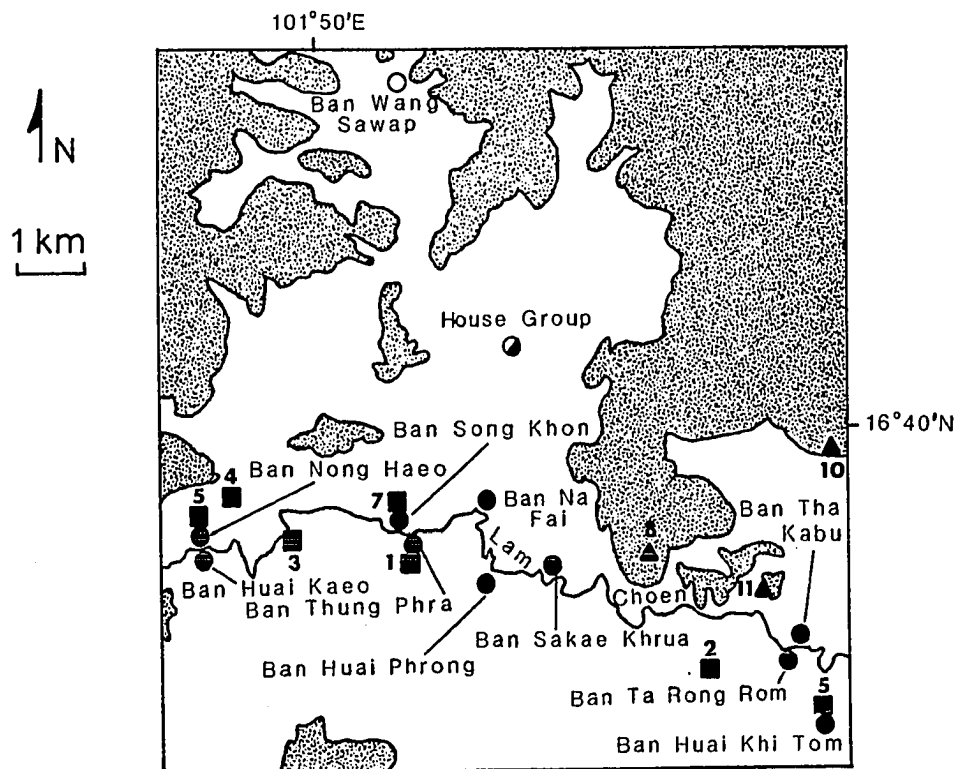 101°50'E
Ban Wang
Sawap
N
1 km
House Group
16°40'N
Ban Song Khon
10
Ban Nong Haeo
4
5
7
Ban Na
Fai
Ban Tha
Kabu
8
Lam
3
1
11
Ban Huai Kaeo
Choen
Ban Thung Phra
Ban Sakae Khrua
2
Ban Huai Phrong
Ban Ta Rong Rom
5
Ban Huai Khi Tom